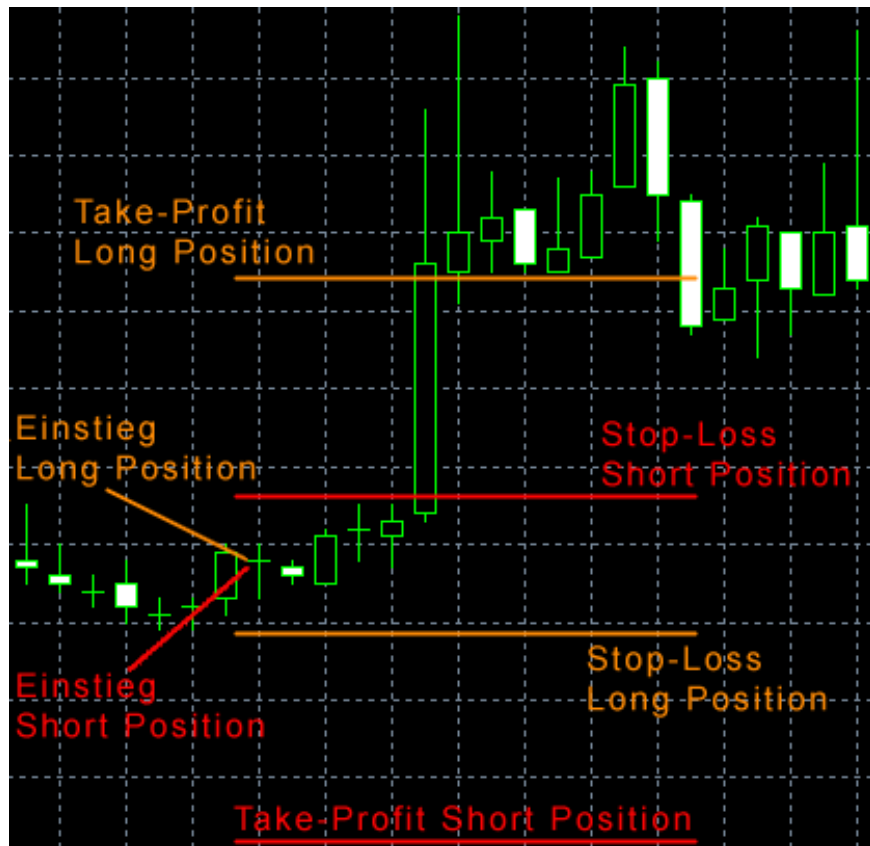 Take-Profit
Long Position
Einstieg
Long Position
Stop-Loss
Short Position
Stop-Loss
Long Position
Einstieg
Short Position
Take-Profit Short Position